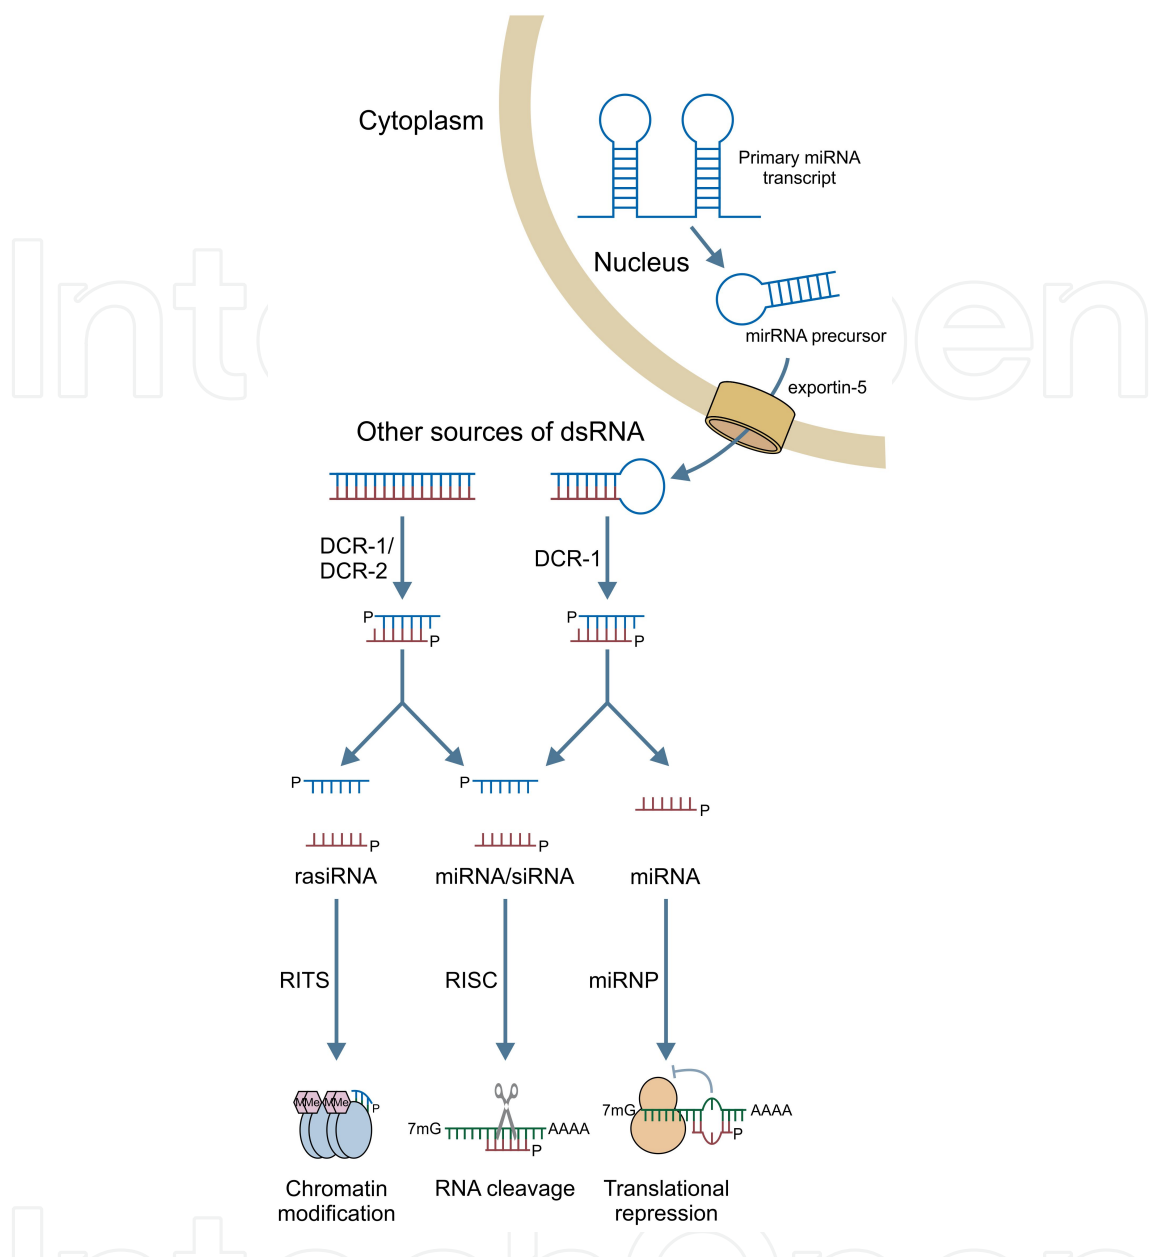 Cytoplasm
Primary miRNA
transcript
Nucleus
mirRNA precursor
exportin-5
Other sources of dsRNA
DCR-1/
DCR-2
DCR-1
P
P
P
P
P
P
P
P
P
rasiRNA
miRNA/siRNA
miRNA
RITS
RISC
miRNP
MMe MMe
P
7mG
AAAA
P
7mG
AAAA
P
Chromatin
modification
RNA cleavage
Translational
repression